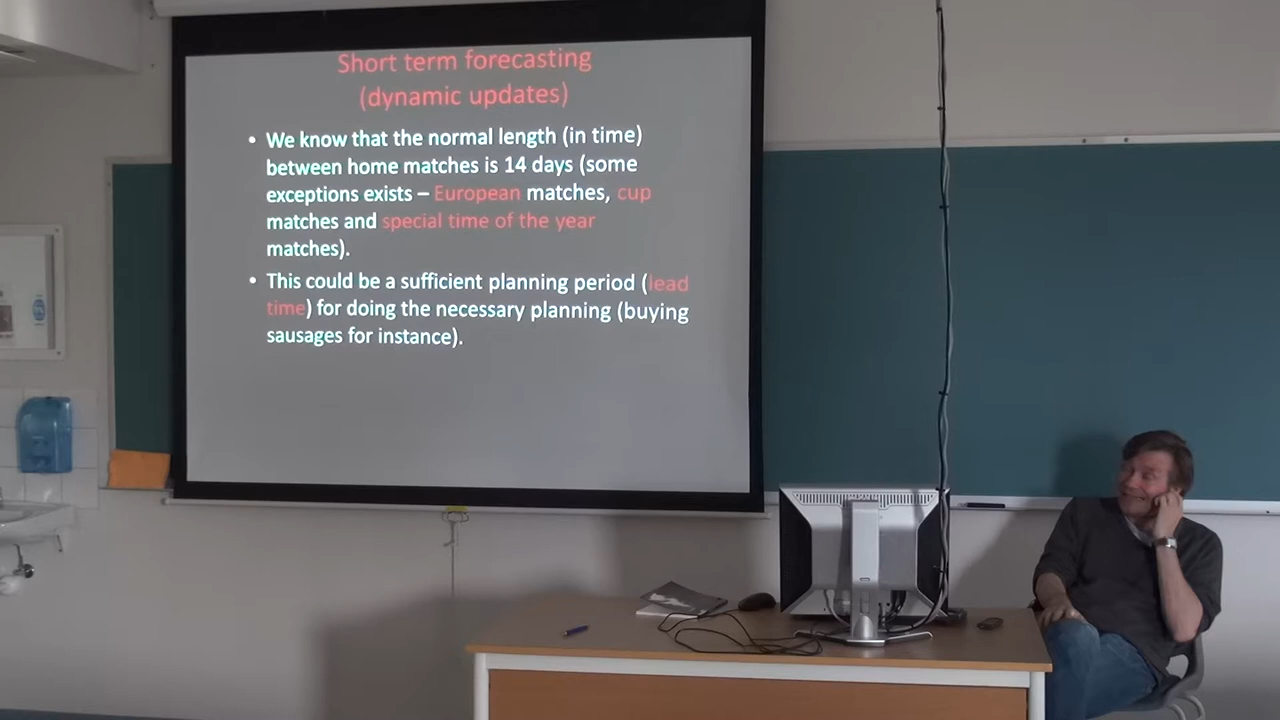 Short term forecasting
(dynamic updates)
• We know that the normal length (in time)
between home matches is 14 days (some
exceptions exists – European matches, cup
matches and special time of the year
matches).
• This could be a sufficient planning period (lead
time) for doing the necessary planning (buying
sausages for instance).